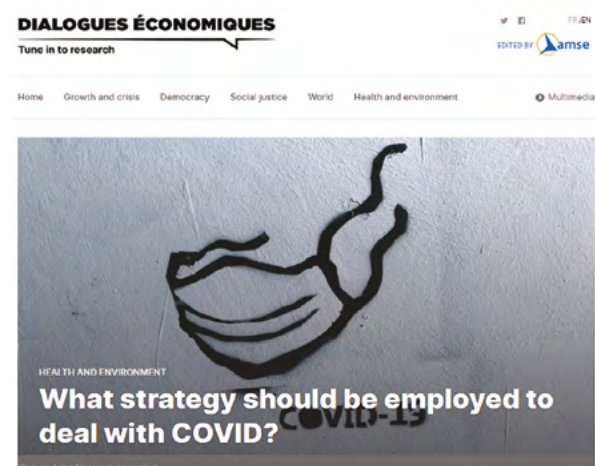 DIALOGUES ÉCONOMIQUES
Tune in to research
FR /EN
EDITED BY amse
Home Growth and crisis Democracy Social justice World Health and environment Multimedia
HEALTH AND ENVIRONMENT
What strategy should be employed to
COVID-19
deal with COVID?